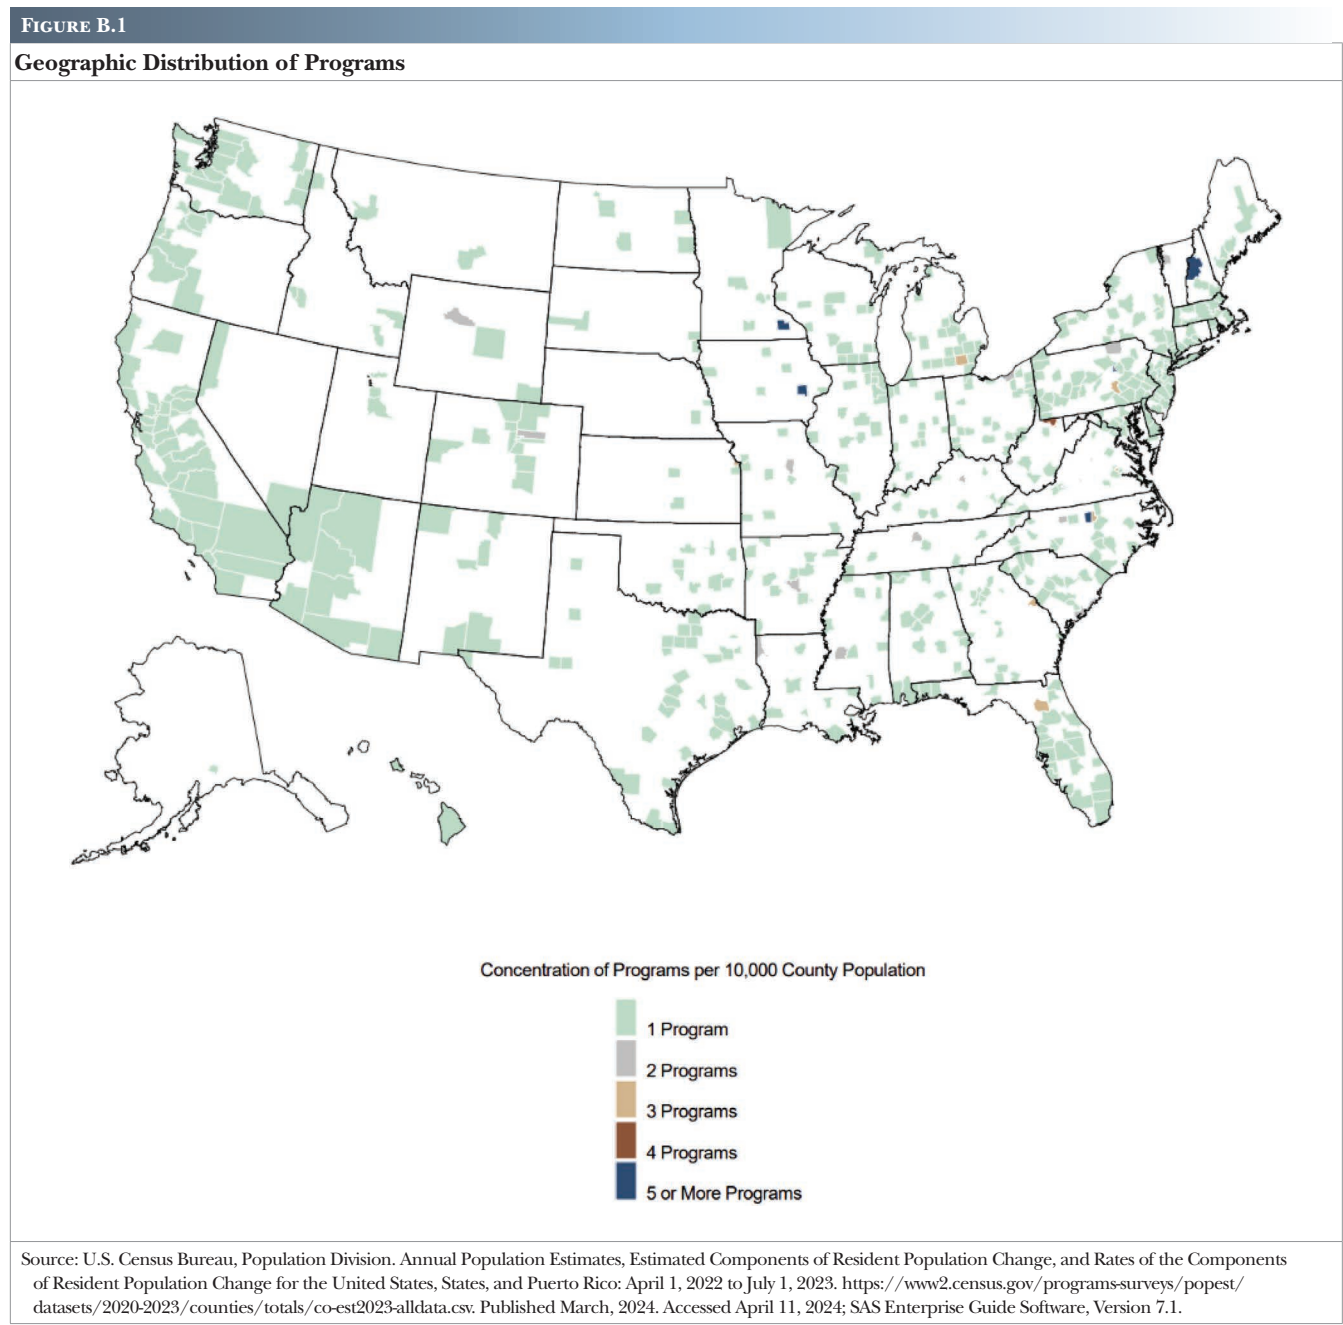 FIGURE B.1
Geographic Distribution of Programs
Concentration of Programs per 10,000 County Population
1 Program
2 Programs
3 Programs
4 Programs
5 or More Programs
Source: U.S. Census Bureau, Population Division. Annual Population Estimates, Estimated Components of Resident Population Change, and Rates of the Components
of Resident Population Change for the United States, States, and Puerto Rico: April 1, 2022 to July 1, 2023. https://www2.census.gov/programs-surveys/popest/
datasets/2020-2023/counties/totals/co-est2023-alldata.csv. Published March, 2024. Accessed April 11, 2024; SAS Enterprise Guide Software, Version 7.1.